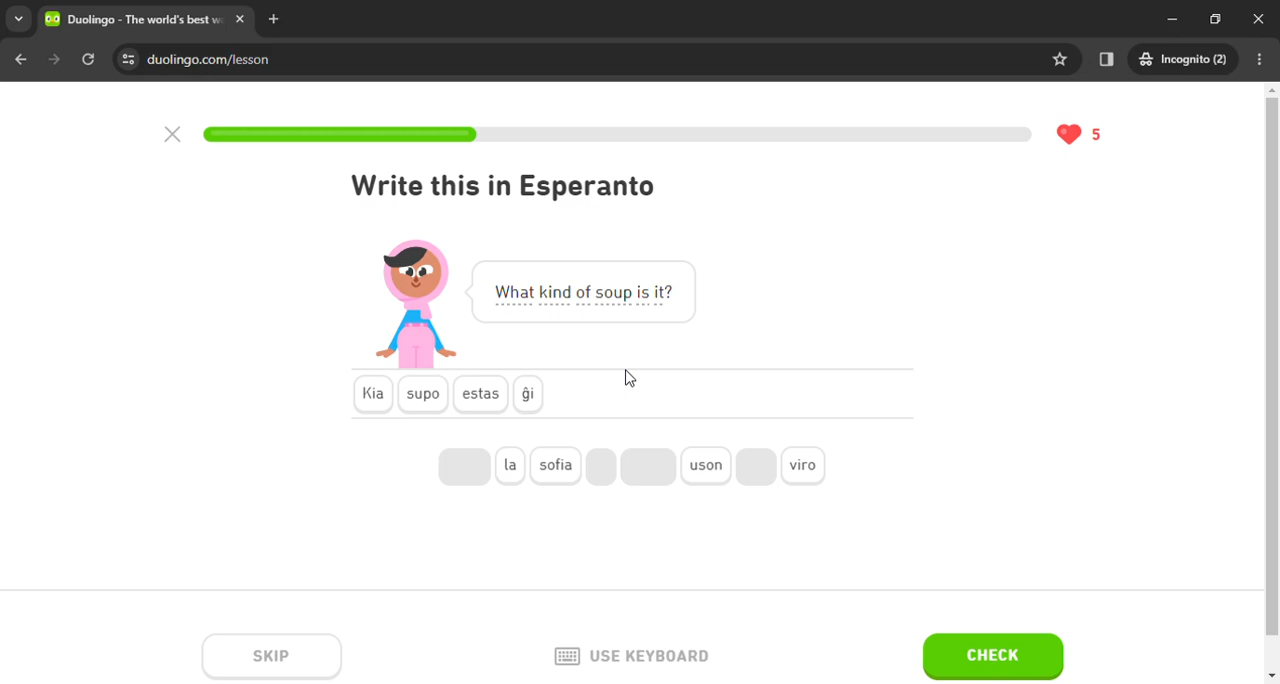 Duolingo - The world's best w
duolingo.com/lesson
Incognito (2)
5
Write this in Esperanto
What kind of soup is it?
Kia supo estas ĝi
la sofia uson viro
SKIP USE KEYBOARD CHECK